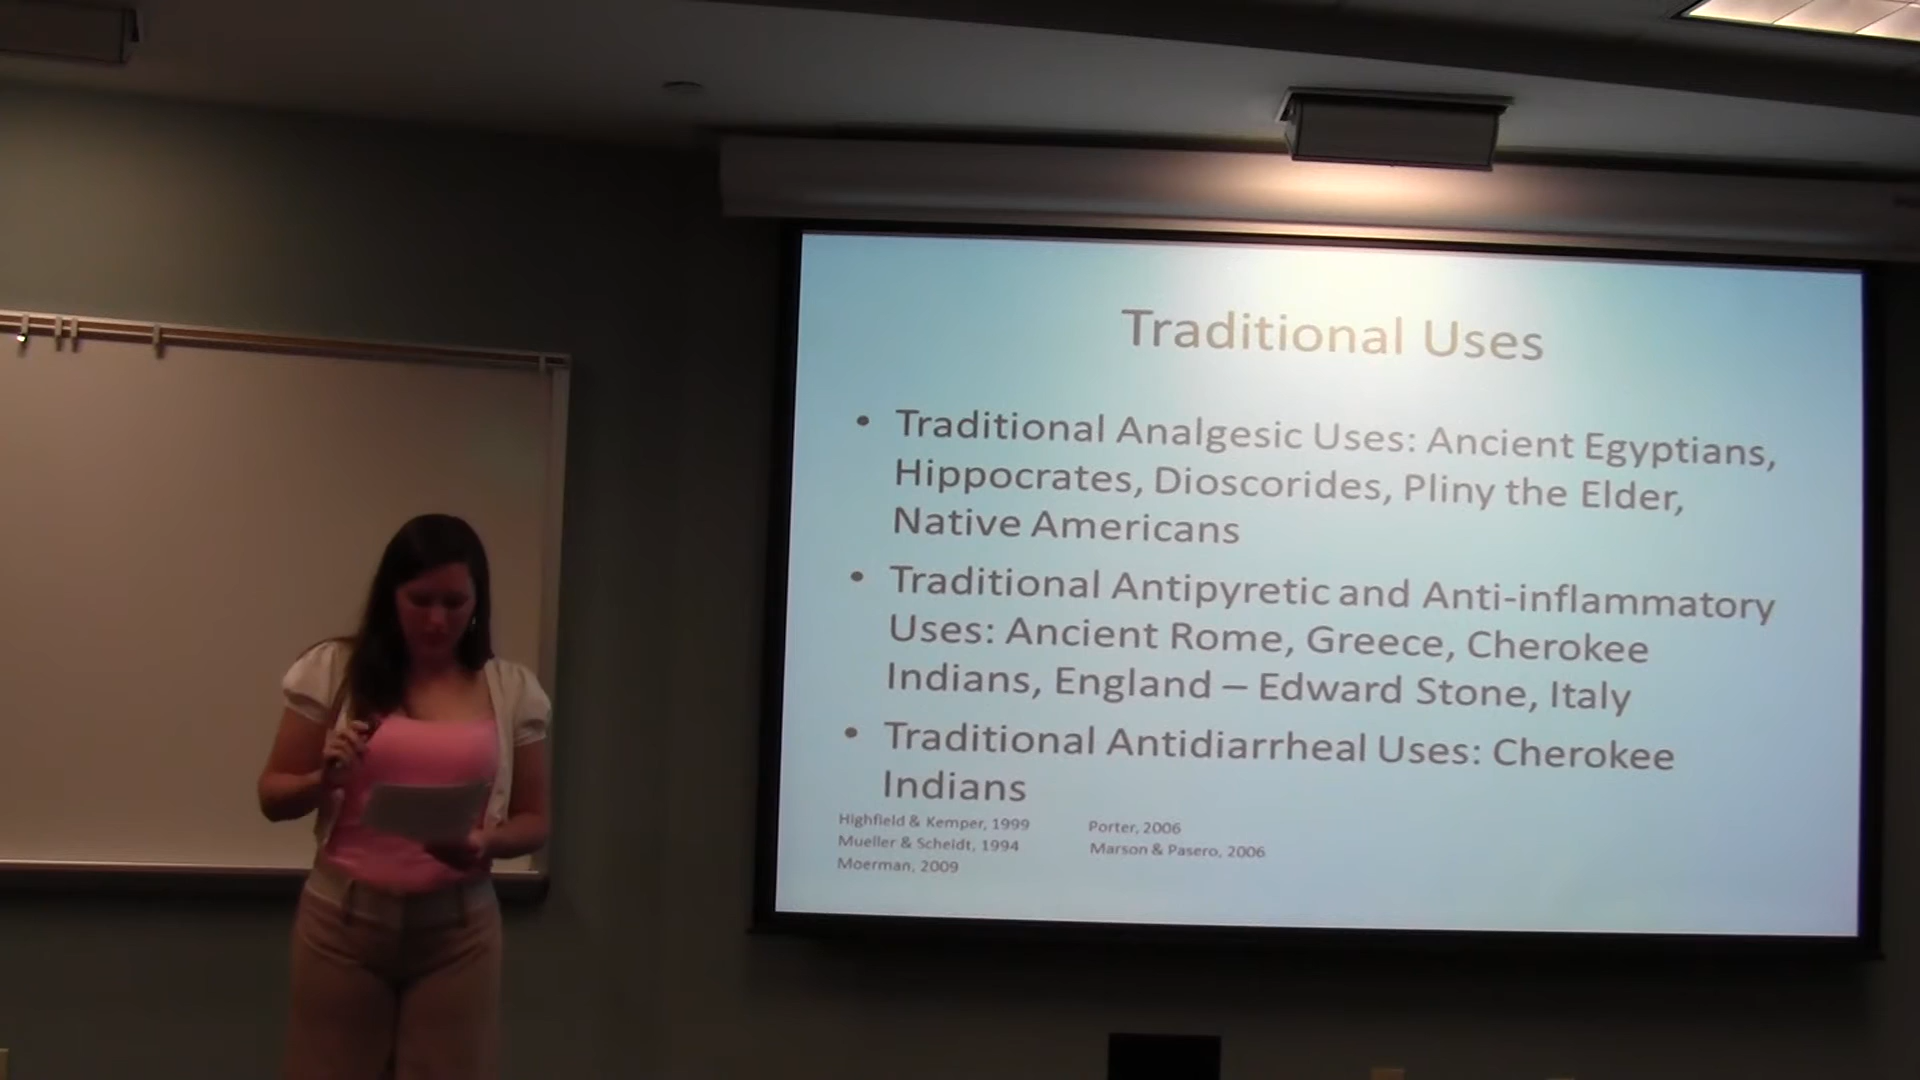 Traditional Uses
• Traditional Analgesic Uses: Ancient Egyptians,
Hippocrates, Dioscorides, Pliny the Elder,
Native Americans
• Traditional Antipyretic and Anti-inflammatory
Uses: Ancient Rome, Greece, Cherokee
Indians, England – Edward Stone, Italy
• Traditional Antidiarrheal Uses: Cherokee
Indians
Highfield & Kemper, 1999
Mueller & Scheidt, 1994
Moerman, 2009
Porter, 2006
Marson & Pasero, 2006